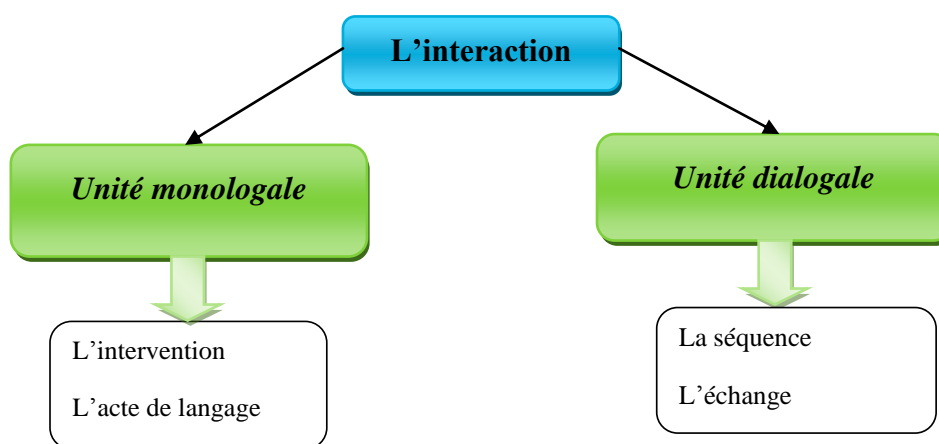 L’interaction
Unité monologale
Unité dialogale
L’intervention
L’acte de langage
La séquence
L’échange